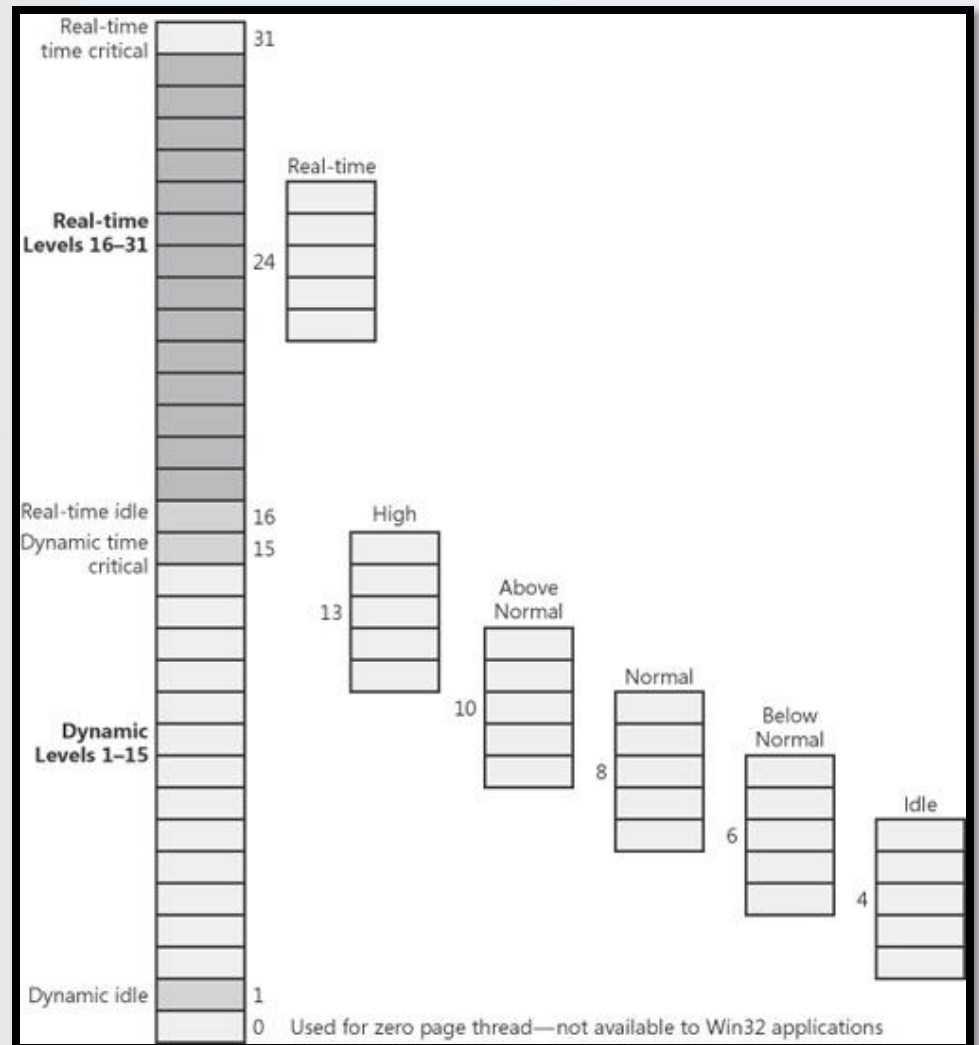 Real-time
time critical
31
Real-time
Real-time
Levels 16–31
24
Real-time idle
16
High
Dynamic time
critical
15
Above
Normal
13
Normal
10
Below
Normal
Dynamic
Levels 1–15
8
Idle
6
4
Dynamic idle
1
0
Used for zero page thread—not available to Win32 applications